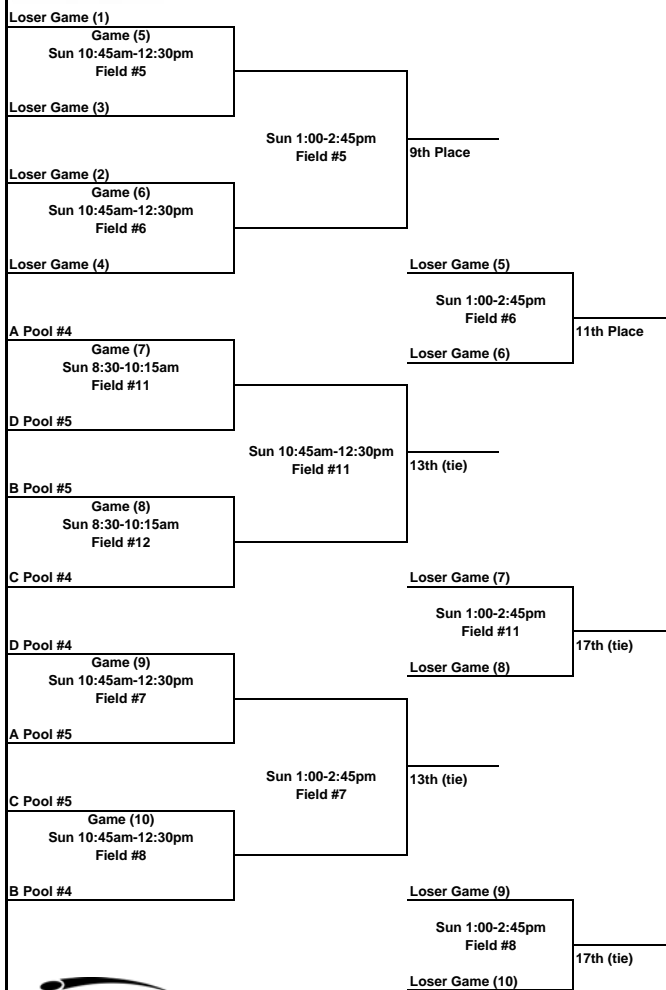 Loser Game (1)
Game (5)
Sun 10:45am-12:30pm
Field #5
Loser Game (3)
Sun 1:00-2:45pm
Field #5
9th Place
Loser Game (2)
Game (6)
Sun 10:45am-12:30pm
Field #6
Loser Game (4)
Loser Game (5)
Sun 1:00-2:45pm
Field #6
11th Place
Loser Game (6)
A Pool #4
Game (7)
Sun 8:30-10:15am
Field #11
D Pool #5
Sun 10:45am-12:30pm
Field #11
13th (tie)
B Pool #5
Game (8)
Sun 8:30-10:15am
Field #12
C Pool #4
Loser Game (7)
Sun 1:00-2:45pm
Field #11
17th (tie)
Loser Game (8)
D Pool #4
Game (9)
Sun 10:45am-12:30pm
Field #7
A Pool #5
Sun 1:00-2:45pm
Field #7
13th (tie)
C Pool #5
Game (10)
Sun 10:45am-12:30pm
Field #8
B Pool #4
Loser Game (9)
Sun 1:00-2:45pm
Field #8
17th (tie)
Loser Game (10)